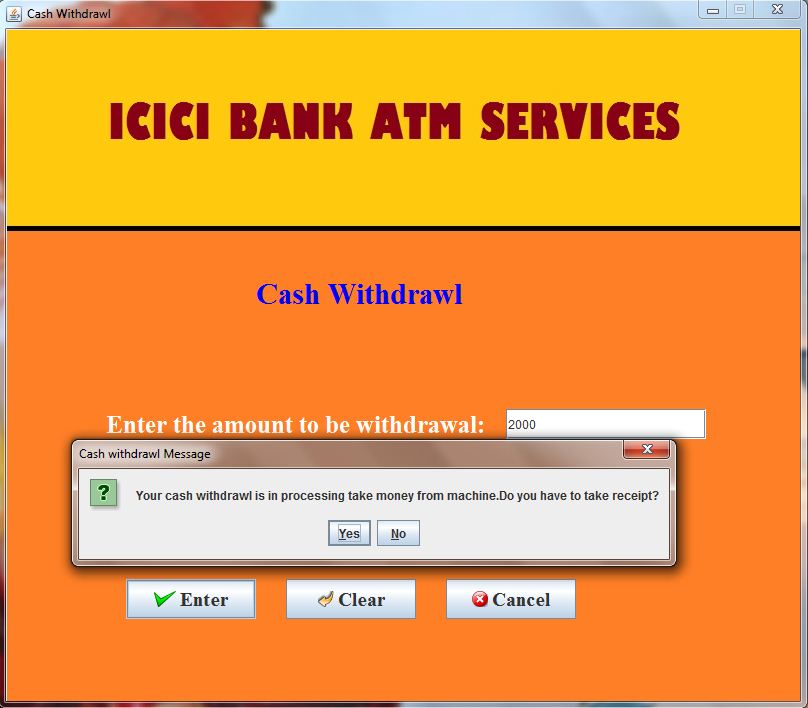 Cash Withdrawl
ICICI BANK ATM SERVICES
Cash Withdrawl
Enter the amount to be withdrawal: 2000
Cash withdrawl Message
? Your cash withdrawl is in processing take money from machine.Do you have to take receipt?
Yes No
Enter Clear Cancel